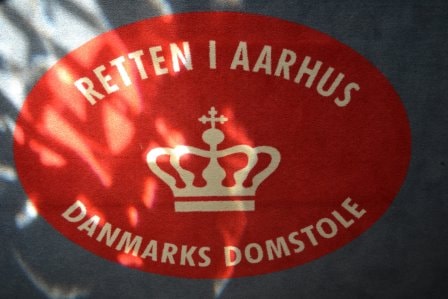 RETTEN I AARHUS
DANMARKS DOMSTOLE